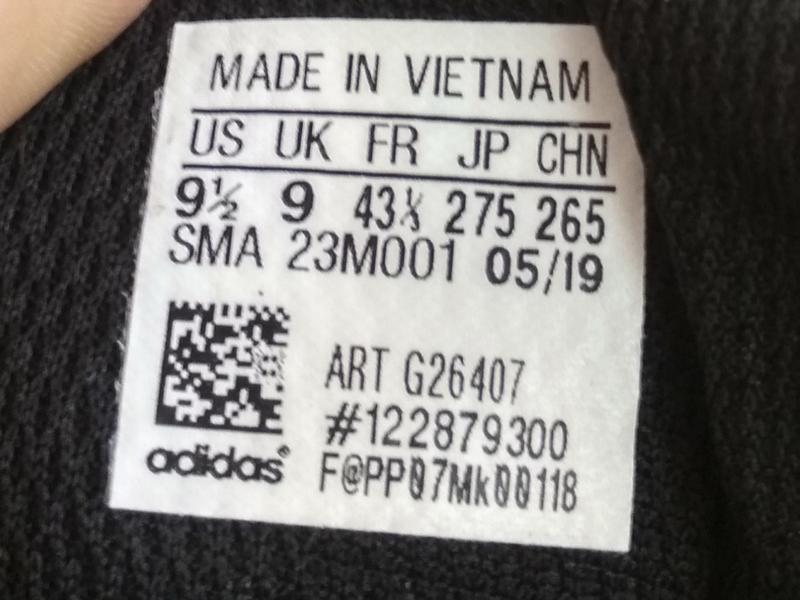 MADE IN VIETNAM
US UK FR JP CHN
9½ 9 43⅓ 275 265
SMA 23M001 05/19
ART G26407
#122879300
adidas®
F@PP07Mk00118